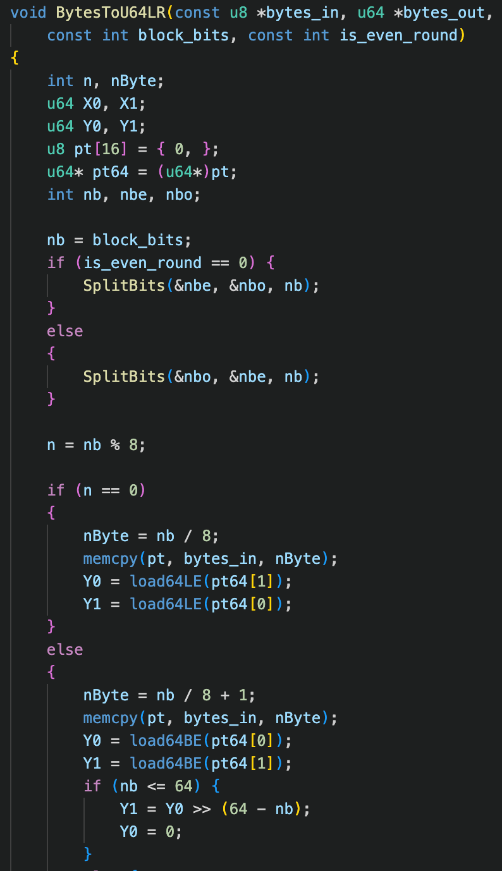 void BytesToU64LR(const u8 *bytes_in, u64 *bytes_out,
    const int block_bits, const int is_even_round)
{
    int n, nByte;
    u64 X0, X1;
    u64 Y0, Y1;
    u8 pt[16] = { 0, };
    u64* pt64 = (u64*)pt;
    int nb, nbe, nbo;

    nb = block_bits;
    if (is_even_round == 0) {
        SplitBits(&nbe, &nbo, nb);
    }
    else
    {
        SplitBits(&nbo, &nbe, nb);
    }

    n = nb % 8;

    if (n == 0)
    {
        nByte = nb / 8;
        memcpy(pt, bytes_in, nByte);
        Y0 = load64LE(pt64[1]);
        Y1 = load64LE(pt64[0]);
    }
    else
    {
        nByte = nb / 8 + 1;
        memcpy(pt, bytes_in, nByte);
        Y0 = load64BE(pt64[0]);
        Y1 = load64BE(pt64[1]);
        if (nb <= 64) {
            Y1 = Y0 >> (64 - nb);
            Y0 = 0;
        }